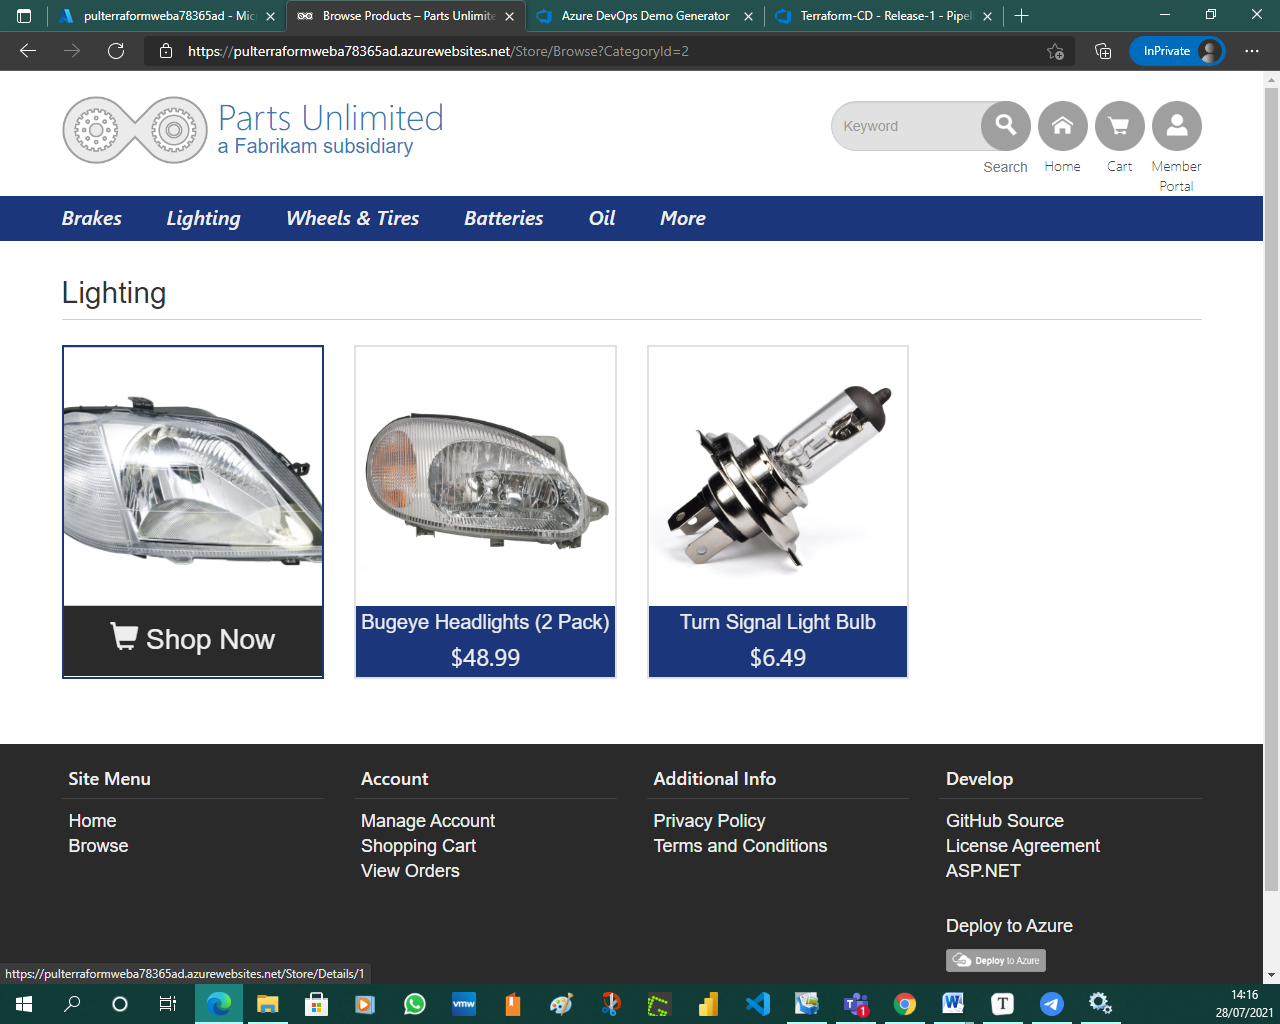 pulterraformweba78365ad - Mic
Browse Products – Parts Unlimite
Azure DevOps Demo Generator
Terraform-CD - Release-1 - Pipel
https://pulterraformweba78365ad.azurewebsites.net/Store/Browse?CategoryId=2
InPrivate
Parts Unlimited
a Fabrikam subsidiary
Keyword
Search
Home
Cart
Member
Portal
Brakes
Lighting
Wheels & Tires
Batteries
Oil
More
Lighting
Shop Now
Bugeye Headlights (2 Pack)
$48.99
Turn Signal Light Bulb
$6.49
Site Menu
Home
Browse
Account
Manage Account
Shopping Cart
View Orders
Additional Info
Privacy Policy
Terms and Conditions
Develop
GitHub Source
License Agreement
ASP.NET
Deploy to Azure
Deploy to Azure
https://pulterraformweba78365ad.azurewebsites.net/Store/Details/1
vmw
T
1
W
T
14:16
28/07/2021